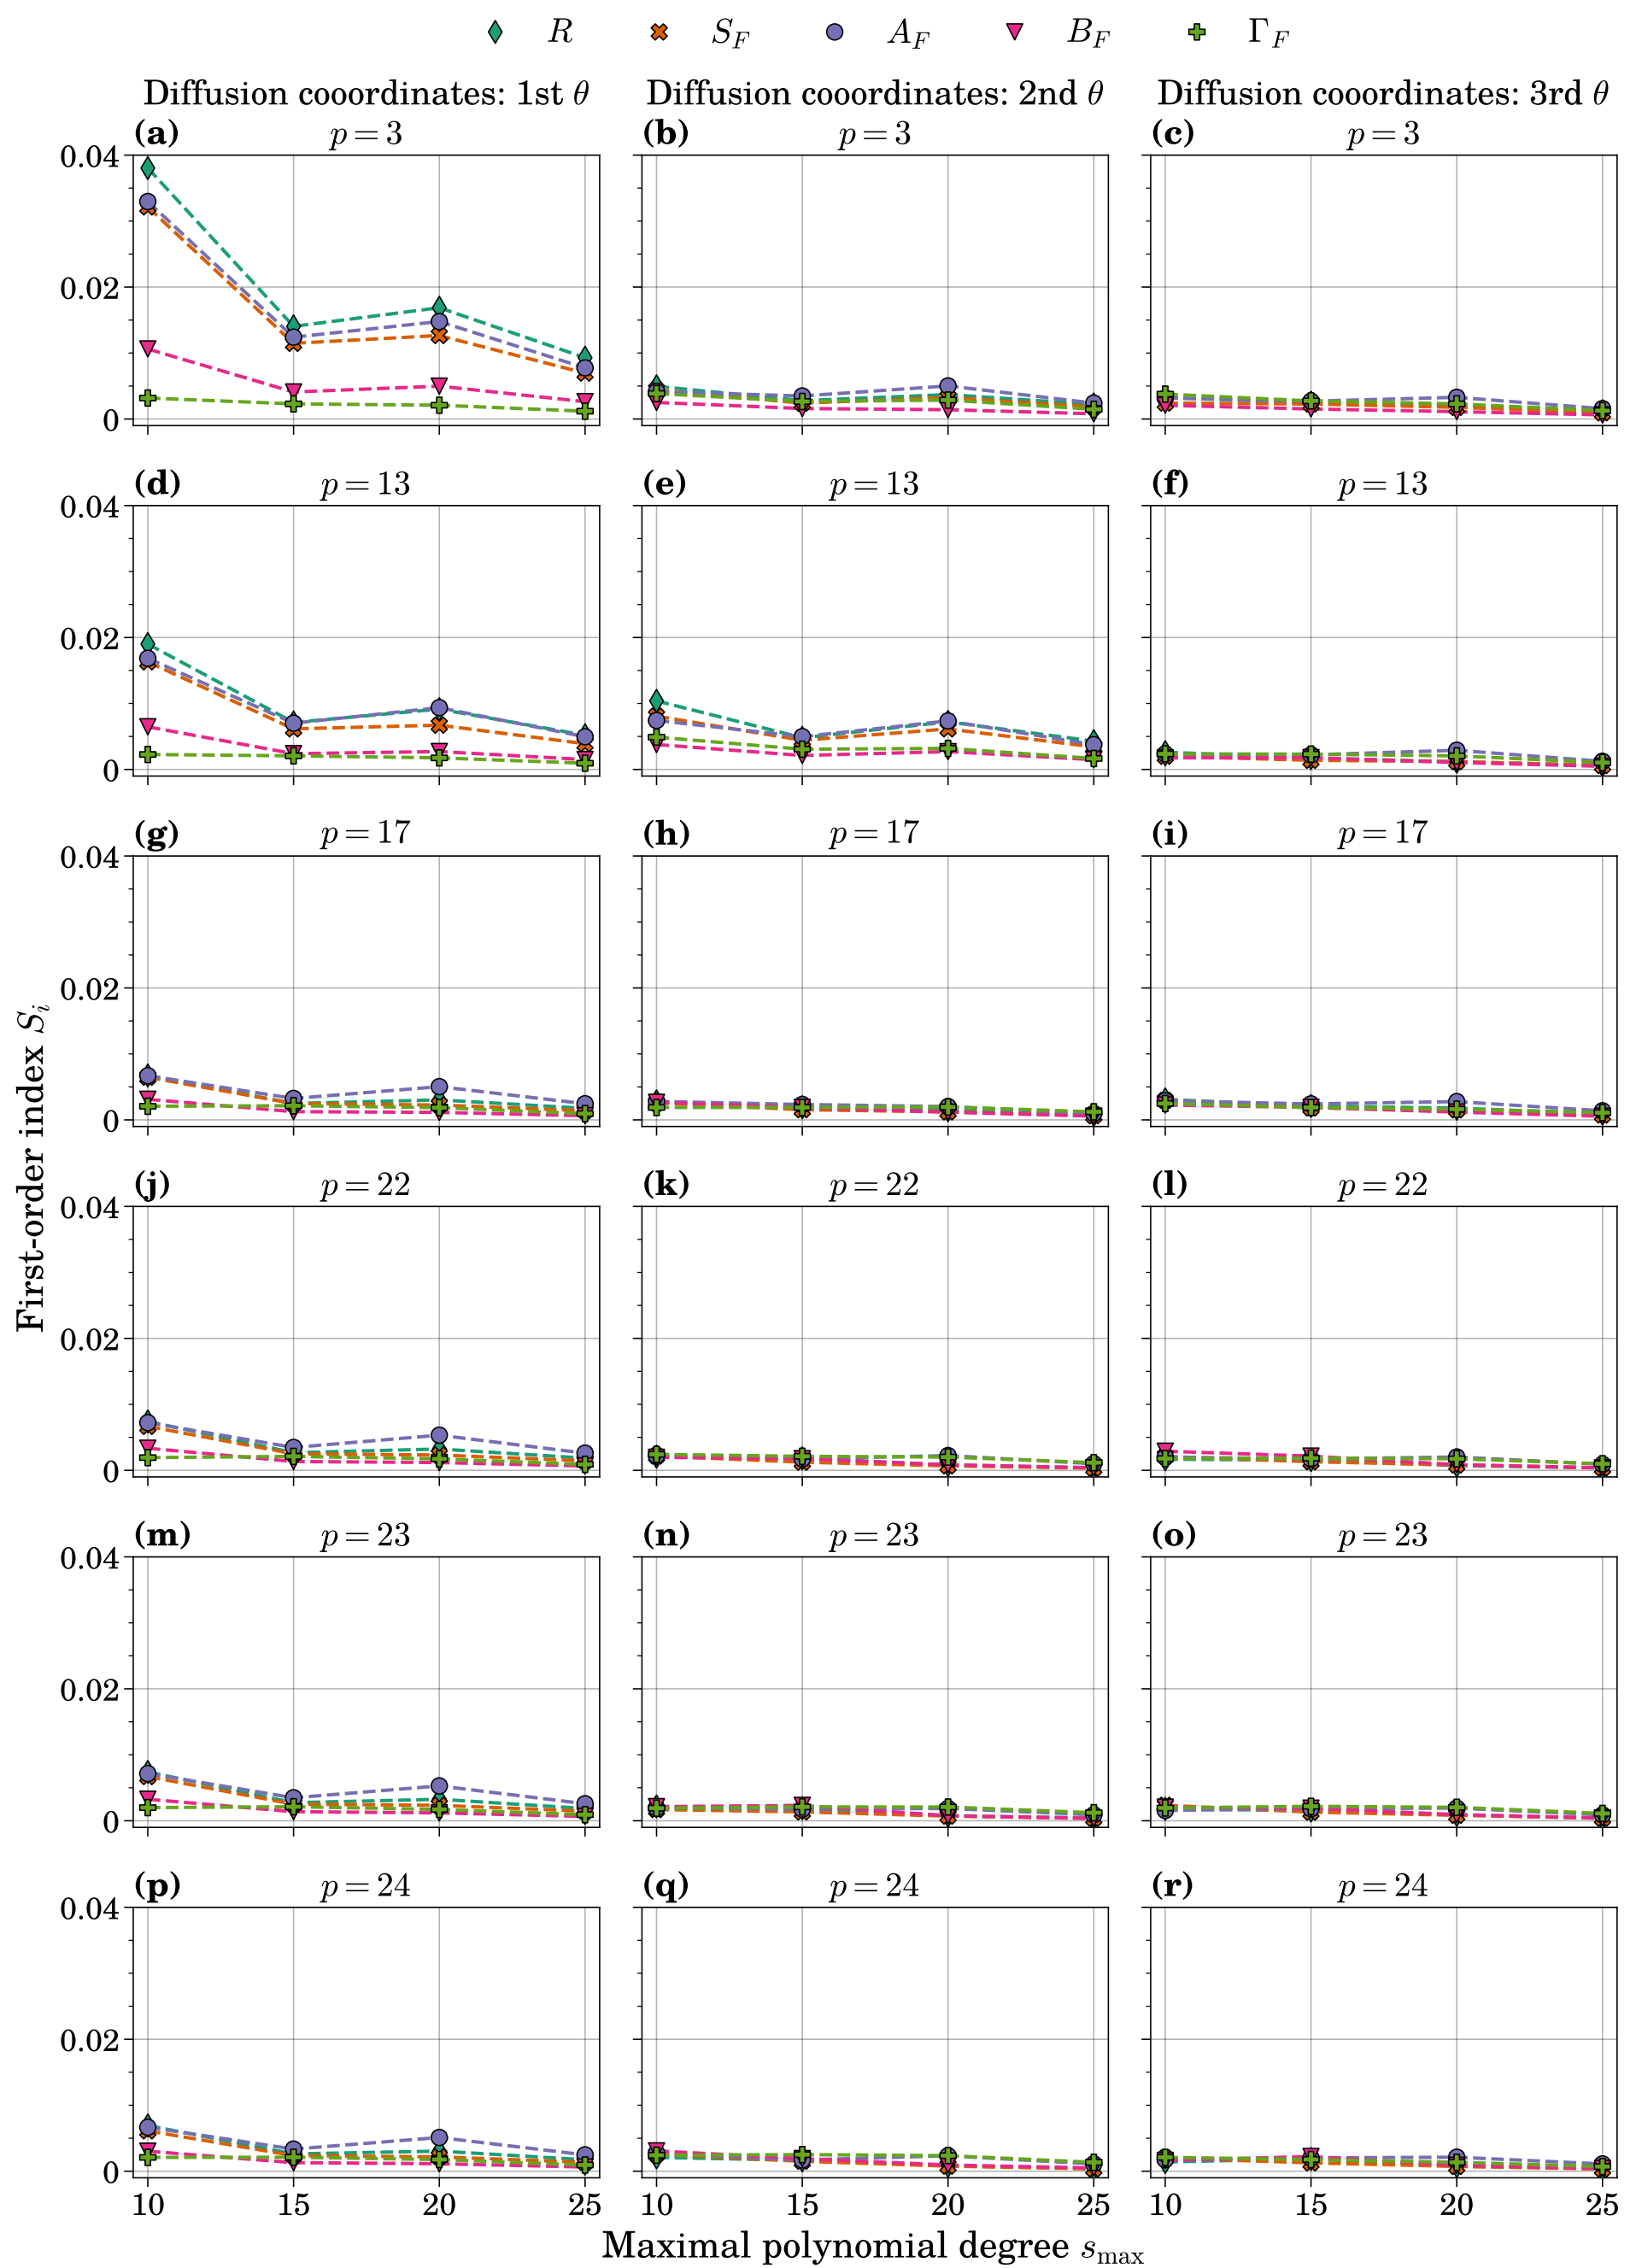 R S_F A_F B_F Γ_F
Diffusion cooordinates: 1st θ Diffusion cooordinates: 2nd θ Diffusion cooordinates: 3rd θ
(a) p = 3 (b) p = 3 (c) p = 3
0.04
0.02
0
(d) p = 13 (e) p = 13 (f) p = 13
0.04
0.02
0
(g) p = 17 (h) p = 17 (i) p = 17
0.04
0.02
0
First-order index S_i
(j) p = 22 (k) p = 22 (l) p = 22
0.04
0.02
0
(m) p = 23 (n) p = 23 (o) p = 23
0.04
0.02
0
(p) p = 24 (q) p = 24 (r) p = 24
0.04
0.02
0
10 15 20 25 10 15 20 25 10 15 20 25
Maximal polynomial degree s_max